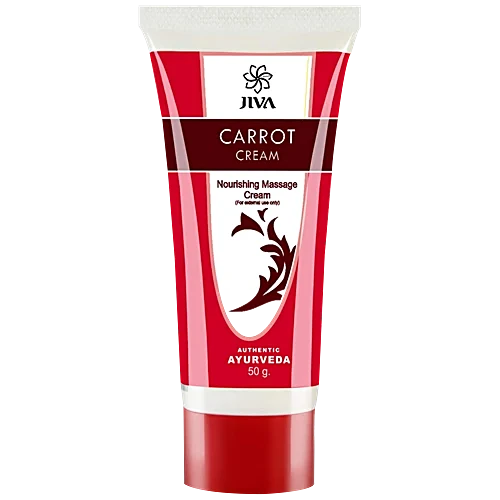 JIVA
CARROT
CREAM
Nourishing Massage
Cream
(For external use only)
AUTHENTIC
AYURVEDA
50 g.